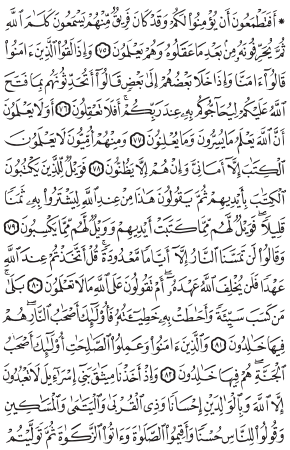 * أَفَتَطۡمَعُونَ أَن يُؤۡمِنُواْ لَكُمۡ وَقَدۡ كَانَ فَرِيقٞ مِّنۡهُمۡ يَسۡمَعُونَ كَلَٰمَ ٱللَّهِ
ثُمَّ يُحَرِّفُونَهُۥ مِنۢ بَعۡدِ مَا عَقَلُوهُ وَهُمۡ يَعۡلَمُونَ ٧٥ وَإِذَا لَقُواْ ٱلَّذِينَ ءَامَنُواْ
قَالُوٓاْ ءَامَنَّا وَإِذَا خَلَا بَعۡضُهُمۡ إِلَىٰ بَعۡضٖ قَالُوٓاْ أَتُحَدِّثُونَهُم بِمَا فَتَحَ
ٱللَّهُ عَلَيۡكُمۡ لِيُحَآجُّوكُم بِهِۦ عِندَ رَبِّكُمۡۚ أَفَلَا تَعۡقِلُونَ ٧٦ أَوَلَا يَعۡلَمُونَ
أَنَّ ٱللَّهَ يَعۡلَمُ مَا يُسِرُّونَ وَمَا يُعۡلِنُونَ ٧٧ وَمِنۡهُمۡ أُمِّيُّونَ لَا يَعۡلَمُونَ
ٱلۡكِتَٰبَ إِلَّآ أَمَانِيَّ وَإِنۡ هُمۡ إِلَّا يَظُنُّونَ ٧٨ فَوَيۡلٞ لِّلَّذِينَ يَكۡتُبُونَ
ٱلۡكِتَٰبَ بِأَيۡدِيهِمۡ ثُمَّ يَقُولُونَ هَٰذَا مِنۡ عِندِ ٱللَّهِ لِيَشۡتَرُواْ بِهِۦ ثَمَنٗا
قَلِيلٗاۖ فَوَيۡلٞ لَّهُم مِّمَّا كَتَبَتۡ أَيۡدِيهِمۡ وَوَيۡلٞ لَّهُم مِّمَّا يَكۡسِبُونَ ٧٩
وَقَالُواْ لَن تَمَسَّنَا ٱلنَّارُ إِلَّآ أَيَّامٗا مَّعۡدُودَةٗۚ قُلۡ أَتَّخَذۡتُمۡ عِندَ ٱللَّهِ
عَهۡدٗا فَلَن يُخۡلِفَ ٱللَّهُ عَهۡدَهُۥٓۖ أَمۡ تَقُولُونَ عَلَى ٱللَّهِ مَا لَا تَعۡلَمُونَ ٨٠ بَلَىٰۚ
مَن كَسَبَ سَيِّئَةٗ وَأَحَٰطَتۡ بِهِۦ خَطِيٓـَٔتُهُۥ فَأُوْلَٰٓئِكَ أَصۡحَٰبُ ٱلنَّارِۖ هُمۡ
فِيهَا خَٰلِدُونَ ٨١ وَٱلَّذِينَ ءَامَنُواْ وَعَمِلُواْ ٱلصَّٰلِحَٰتِ أُوْلَٰٓئِكَ أَصۡحَٰبُ
ٱلۡجَنَّةِۖ هُمۡ فِيهَا خَٰلِدُونَ ٨٢ وَإِذۡ أَخَذۡنَا مِيثَٰقَ بَنِيٓ إِسۡرَٰٓءِيلَ لَا تَعۡبُدُونَ
إِلَّا ٱللَّهَ وَبِٱلۡوَٰلِدَيۡنِ إِحۡسَانٗا وَذِي ٱلۡقُرۡبَىٰ وَٱلۡيَتَٰمَىٰ وَٱلۡمَسَٰكِينِ
وَقُولُواْ لِلنَّاسِ حُسۡنٗا وَأَقِيمُواْ ٱلصَّلَوٰةَ وَءَاتُواْ ٱلزَّكَوٰةَ ثُمَّ تَوَلَّيۡتُمۡ